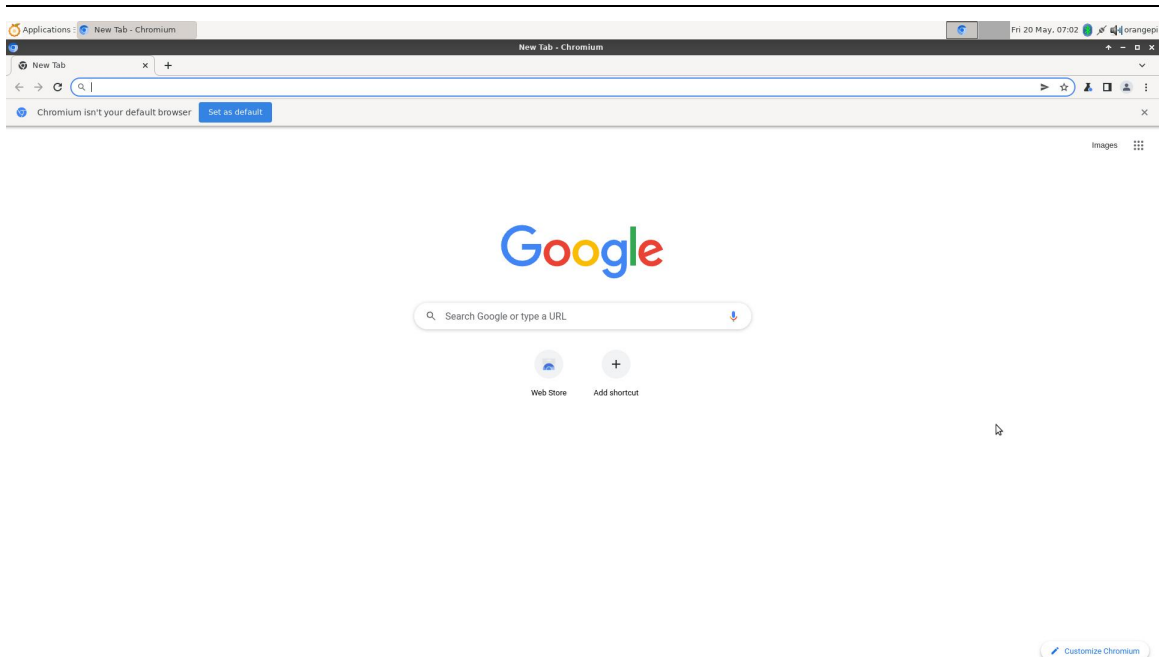 Applications New Tab - Chromium Fri 20 May, 07:02 orangepi
New Tab - Chromium
New Tab
Chromium isn't your default browser Set as default
Images
Google
Search Google or type a URL
Web Store Add shortcut
Customize Chromium